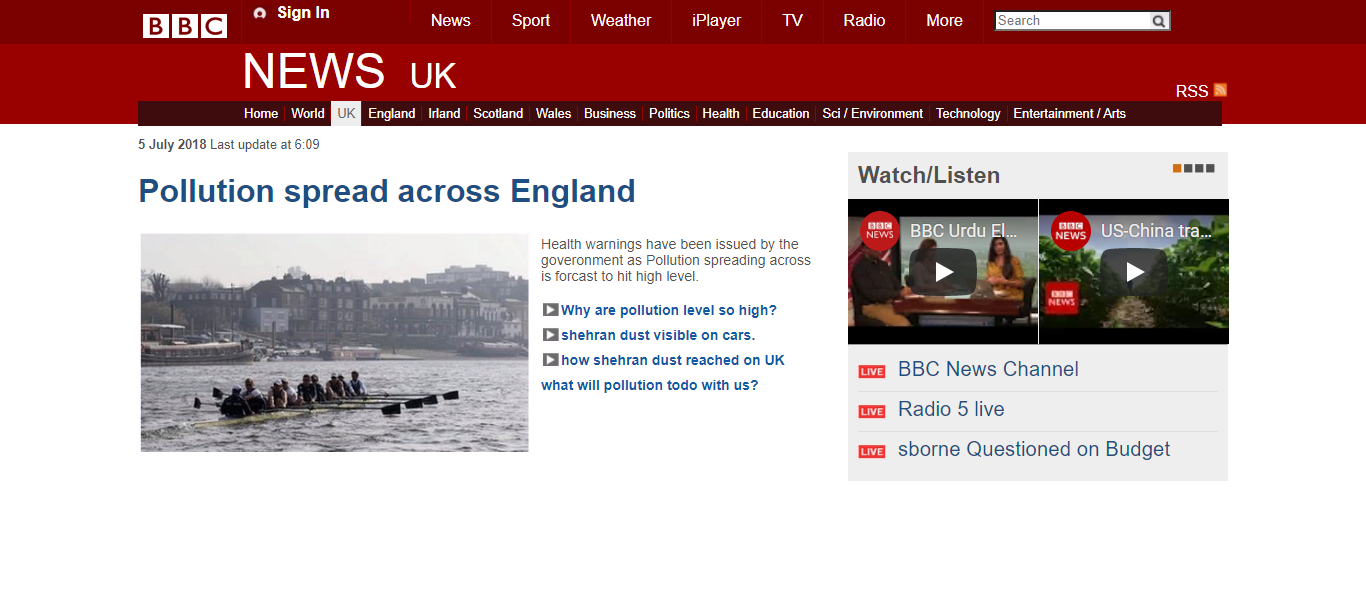 BBC
Sign In
News Sport Weather iPlayer TV Radio More
Search
NEWS UK
RSS
Home World UK England Irland Scotland Wales Business Politics Health Education Sci / Environment Technology Entertainment / Arts
5 July 2018 Last update at 6:09
Pollution spread across England
Health warnings have been issued by the
government as Pollution spreading across
is forcast to hit high level.
Why are pollution level so high?
shehran dust visible on cars.
how shehran dust reached on UK
what will pollution todo with us?
Watch/Listen
BBC NEWS
BBC Urdu El...
BBC NEWS
US-China tra...
BBC NEWS
LIVE BBC News Channel
LIVE Radio 5 live
LIVE sborne Questioned on Budget